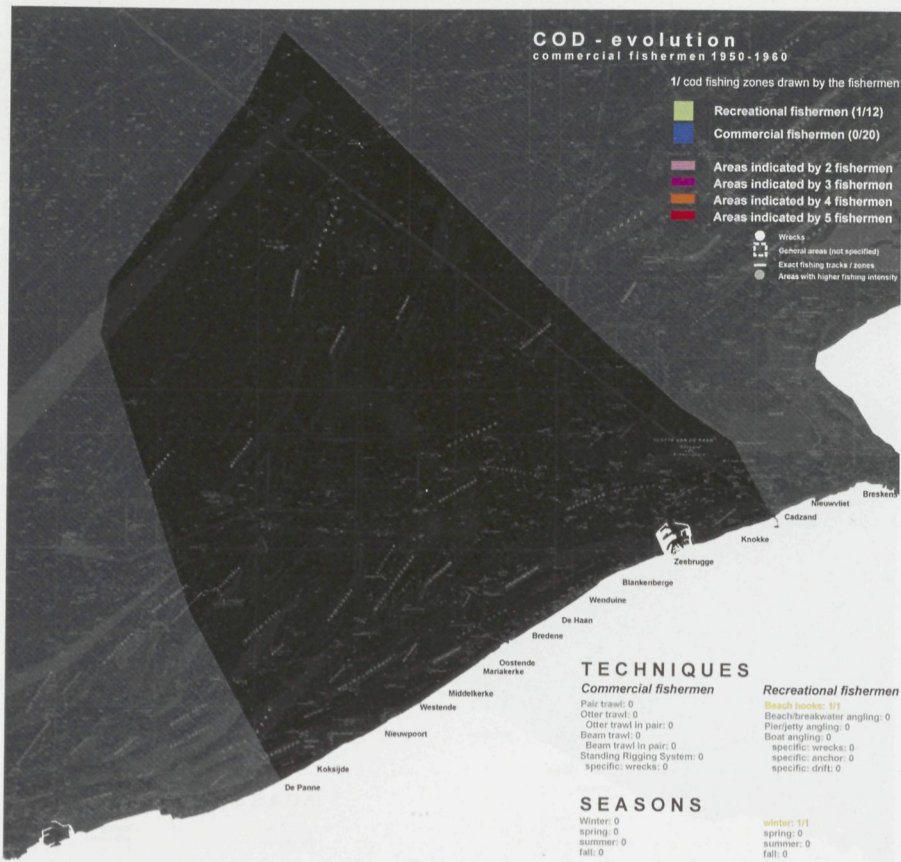 COD - evolution
commercial fishermen 1950-1960
1/ cod fishing zones drawn by the fishermen
Recreational fishermen (1/12)
Commercial fishermen (0/20)
Areas indicated by 2 fishermen
Areas indicated by 3 fishermen
Areas indicated by 4 fishermen
Areas indicated by 5 fishermen
Wrecks
General areas (not specified)
Exact fishing tracks / zones
Areas with higher fishing intensity
Breskens
Nieuwvliet
Cadzand
Knokke
Zeebrugge
Blankenberge
Wenduine
De Haan
Bredene
Oostende
Mariakerke
Middelkerke
Westende
Nieuwpoort
Koksijde
De Panne
TECHNIQUES
Commercial fishermen
Pair trawl: 0
Otter trawl: 0
Otter trawl in pair: 0
Beam trawl: 0
Beam trawl in pair: 0
Standing Rigging System: 0
specific: wrecks: 0
Recreational fishermen
Beach hooks: 1/1
Beach/breakwater angling: 0
Pier/jetty angling: 0
Boat angling: 0
specific: wrecks: 0
specific: anchor: 0
specific: drift: 0
SEASONS
Winter: 0
spring: 0
summer: 0
fall: 0
winter: 1/1
spring: 0
summer: 0
fall: 0